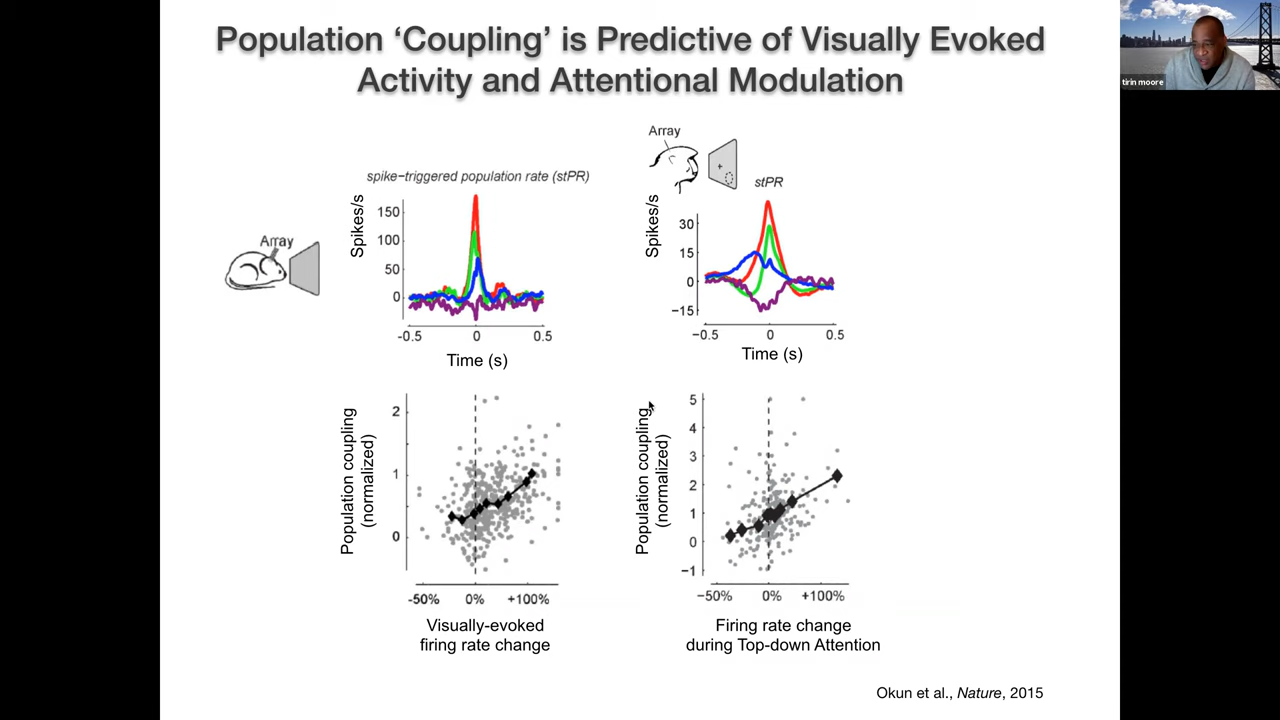 Population ‘Coupling’ is Predictive of Visually Evoked
Activity and Attentional Modulation
tirin moore
Array
spike-triggered population rate (stPR)
Spikes/s
150
100
50
0
-0.5
0
0.5
Time (s)
Array
Array
+
stPR
Spikes/s
30
15
0
−15
−0.5
0
0.5
Time (s)
Population coupling
(normalized)
2
1
0
-50%
0%
+100%
Visually-evoked
firing rate change
Population coupling
(normalized)
5
4
3
2
1
0
−1
−50%
0%
+100%
Firing rate change
during Top-down Attention
Okun et al., Nature, 2015